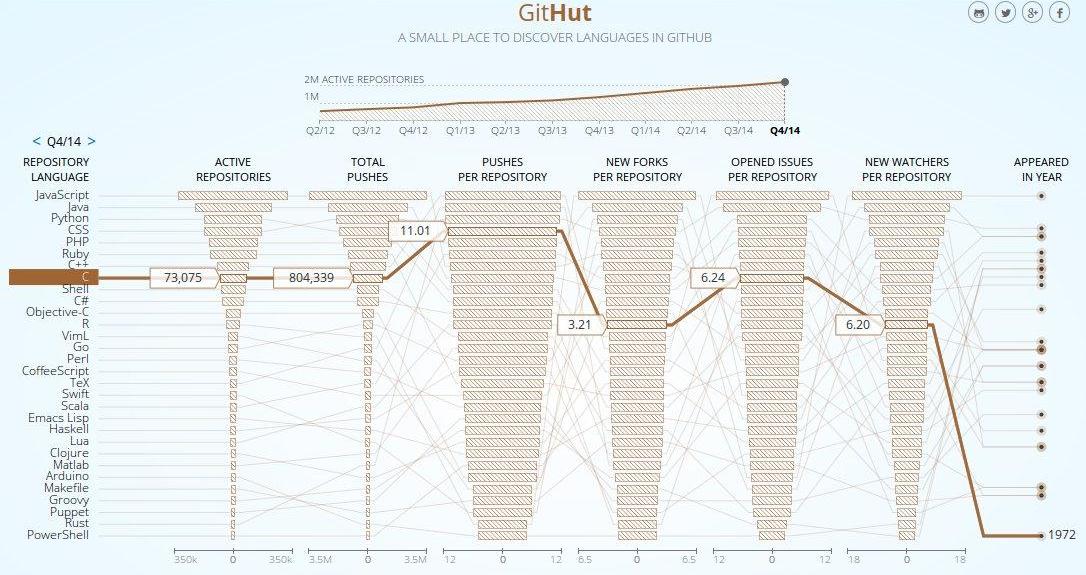 GitHut
A SMALL PLACE TO DISCOVER LANGUAGES IN GITHUB
2M ACTIVE REPOSITORIES
1M
Q2/12 Q3/12 Q4/12 Q1/13 Q2/13 Q3/13 Q4/13 Q1/14 Q2/14 Q3/14 Q4/14
< Q4/14 >
REPOSITORY LANGUAGE
ACTIVE REPOSITORIES
TOTAL PUSHES
PUSHES PER REPOSITORY
NEW FORKS PER REPOSITORY
OPENED ISSUES PER REPOSITORY
NEW WATCHERS PER REPOSITORY
APPEARED IN YEAR
JavaScript
Java
Python
CSS 11.01
PHP
Ruby
C++
C 73,075 804,339 6.24
Shell
C#
Objective-C
R 3.21 6.20
VimL
Go
Perl
CoffeeScript
TeX
Swift
Scala
Emacs Lisp
Haskell
Lua
Clojure
Matlab
Arduino
Makefile
Groovy
Puppet
Rust
PowerShell 1972
350k 0 350k 3.5M 0 3.5M 12 0 12 6.5 0 6.5 12 0 12 18 0 18